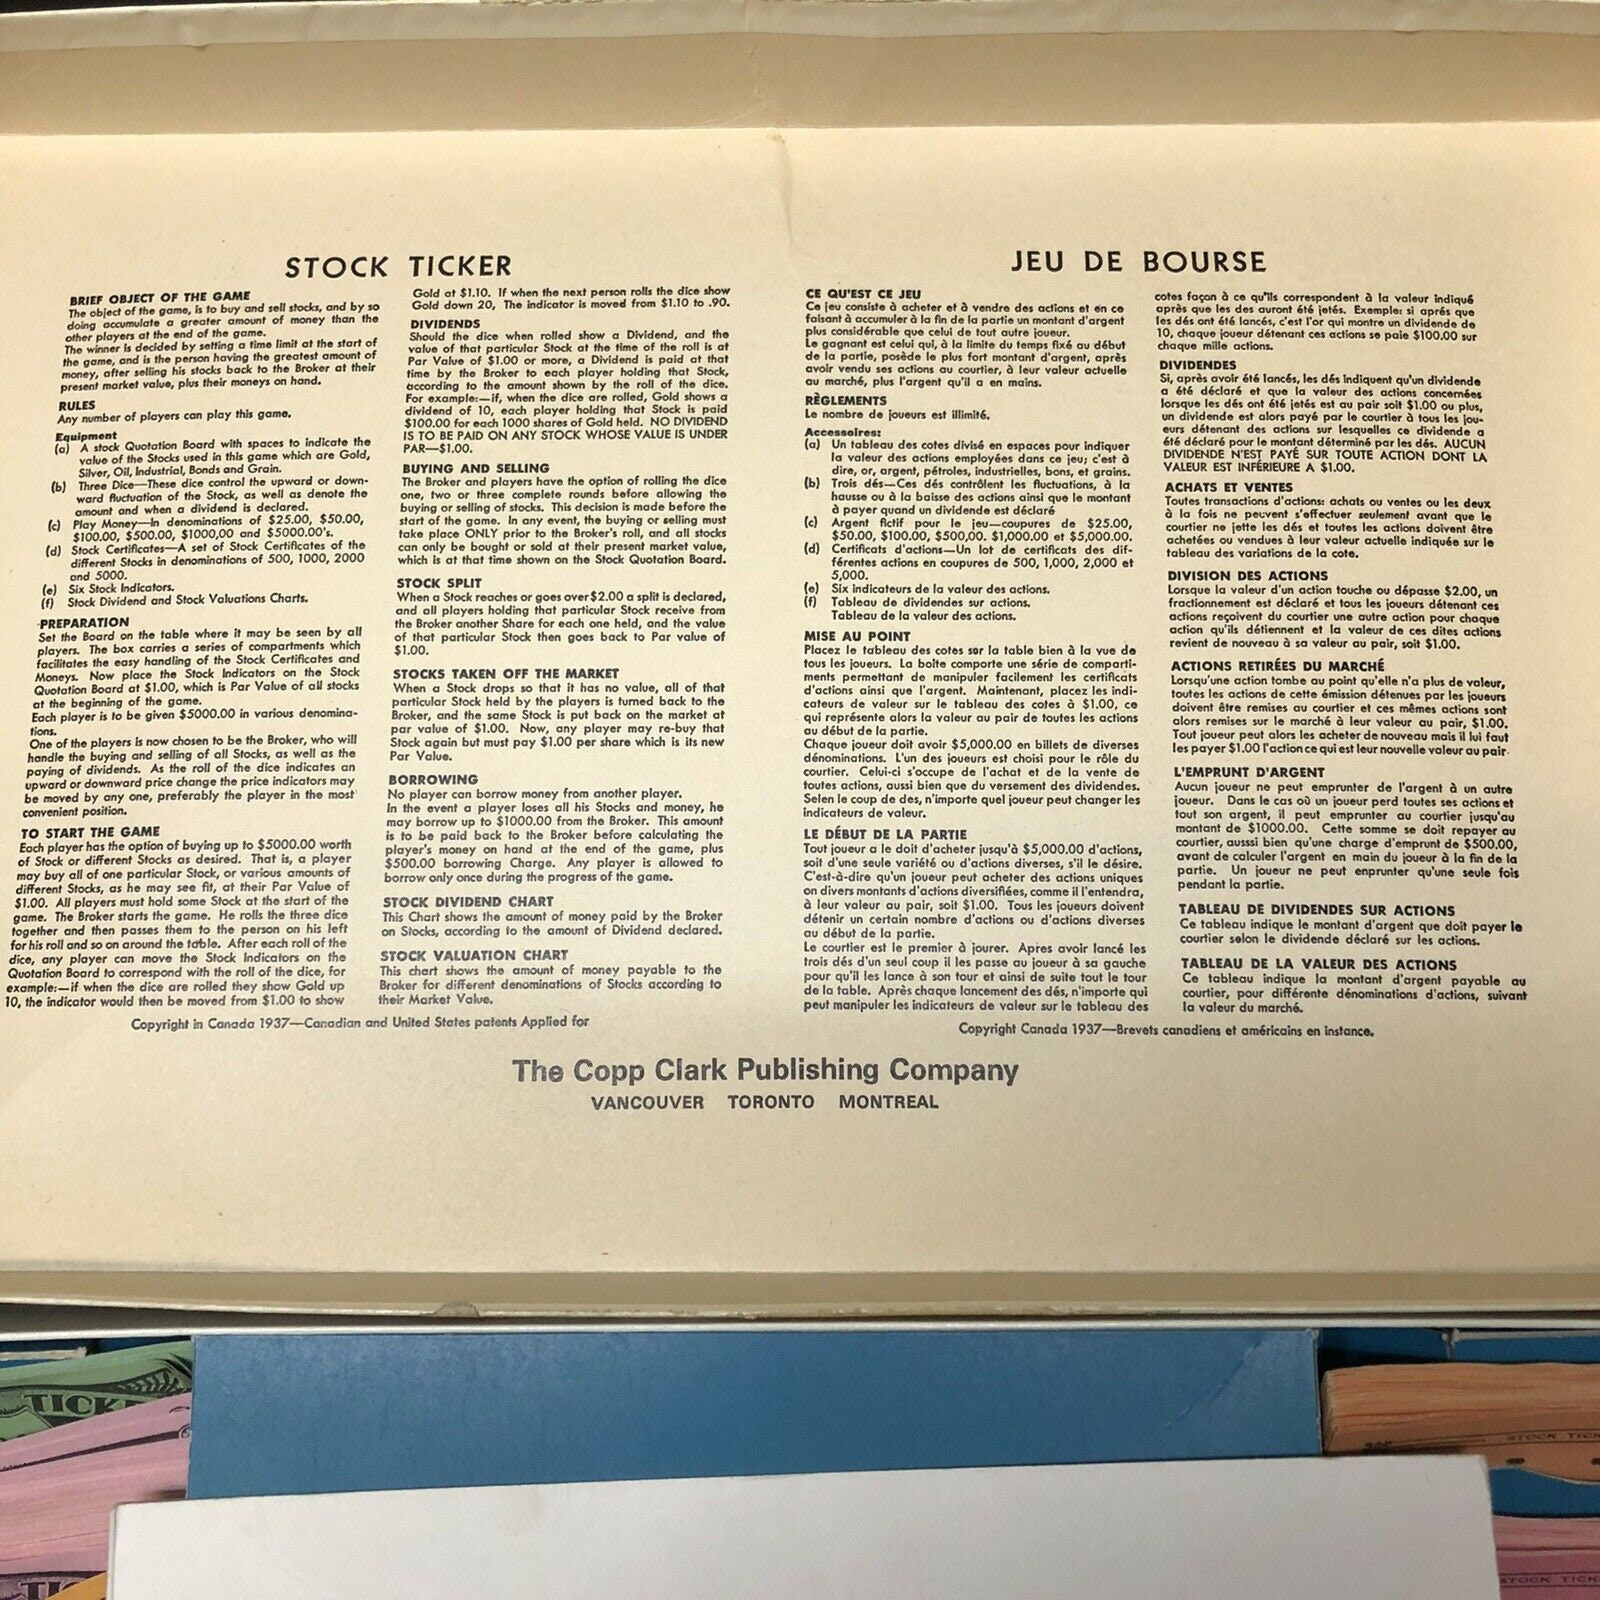 STOCK TICKER
BRIEF OBJECT OF THE GAME
The object of the game, is to buy and sell stocks, and by so
doing accumulate a greater amount of money than the
other players at the end of the game.
The winner is decided by setting a time limit at the start of
the game, and is the person having the greatest amount of
money, after selling his stocks back to the Broker at their
present market value, plus their moneys on hand.
RULES
Any number of players can play this game.
Equipment
(a) A stock Quotation Board with spaces to indicate the
value of the Stocks used in this game which are Gold,
Silver, Oil, Industrial, Bonds and Grain.
(b) Three Dice—These dice control the upward or down-
ward fluctuation of the Stock, as well as denote the
amount and when a dividend is declared.
(c) Play Money—In denominations of $25.00, $50.00,
$100.00, $500.00, $1000,00 and $5000.00's.
(d) Stock Certificates—A set of Stock Certificates of the
different Stocks in denominations of 500, 1000, 2000
and 5000.
(e) Six Stock Indicators.
(f) Stock Dividend and Stock Valuations Charts.
PREPARATION
Set the Board on the table where it may be seen by all
players. The box carries a series of compartments which
facilitates the easy handling of the Stock Certificates and
Moneys. Now place the Stock Indicators on the Stock
Quotation Board at $1.00, which is Par Value of all stocks
at the beginning of the game.
Each player is to be given $5000.00 in various denomina-
tions.
One of the players is now chosen to be the Broker, who will
handle the buying and selling of all Stocks, as well as the
paying of dividends. As the roll of the dice indicates an
upward or downward price change the price indicators may
be moved by any one, preferably the player in the most
convenient position.
TO START THE GAME
Each player has the option of buying up to $5000.00 worth
of Stock or different Stocks as desired. That is, a player
may buy all of one particular Stock, or various amounts of
different Stocks, as he may see fit, at their Par Value of
$1.00. All players must hold some Stock at the start of the
game. The Broker starts the game. He rolls the three dice
together and then passes them to the person on his left
for his roll and so on around the table. After each roll of the
dice, any player can move the Stock Indicators on the
Quotation Board to correspond with the roll of the dice, for
example:—if when the dice are rolled they show Gold up
10, the indicator would then be moved from $1.00 to show
Gold at $1.10. If when the next person rolls the dice show
Gold down 20, The indicator is moved from $1.10 to .90.
DIVIDENDS
Should the dice when rolled show a Dividend, and the
value of that particular Stock at the time of the roll is at
Par Value of $1.00 or more, a Dividend is paid at that
time by the Broker to each player holding that Stock,
according to the amount shown by the roll of the dice.
For example:—if, when the dice are rolled, Gold shows a
dividend of 10, each player holding that Stock is paid
$100.00 for each 1000 shares of Gold held. NO DIVIDEND
IS TO BE PAID ON ANY STOCK WHOSE VALUE IS UNDER
PAR—$1.00.
BUYING AND SELLING
The Broker and players have the option of rolling the dice
one, two or three complete rounds before allowing the
buying or selling of stocks. This decision is made before the
start of the game. In any event, the buying or selling must
take place ONLY prior to the Broker's roll, and all stocks
can only be bought or sold at their present market value,
which is at that time shown on the Stock Quotation Board.
STOCK SPLIT
When a Stock reaches or goes over $2.00 a split is declared,
and all players holding that particular Stock receive from
the Broker another Share for each one held, and the value
of that particular Stock then goes back to Par value of
$1.00.
STOCKS TAKEN OFF THE MARKET
When a Stock drops so that it has no value, all of that
particular Stock held by the players is turned back to the
Broker, and the same Stock is put back on the market at
par value of $1.00. Now, any player may re-buy that
Stock again but must pay $1.00 per share which is its new
Par Value.
BORROWING
No player can borrow money from another player.
In the event a player loses all his Stocks and money, he
may borrow up to $1000.00 from the Broker. This amount
is to be paid back to the Broker before calculating the
player's money on hand at the end of the game, plus
$500.00 borrowing Charge. Any player is allowed to
borrow only once during the progress of the game.
STOCK DIVIDEND CHART
This Chart shows the amount of money paid by the Broker
on Stocks, according to the amount of Dividend declared.
STOCK VALUATION CHART
This chart shows the amount of money payable to the
Broker for different denominations of Stocks according to
their Market Value.
Copyright in Canada 1937—Canadian and United States patents Applied for
JEU DE BOURSE
CE QU'EST CE JEU
Ce jeu consiste à acheter et à vendre des actions et en ce
faisant à accumuler à la fin de la partie un montant d'argent
plus considérable que celui de tout autre joueur.
Le gagnant est celui qui, à la limite du temps fixé au début
de la partie, posède le plus fort montant d'argent, après
avoir vendu ses actions au courtier, à leur valeur actuelle
au marché, plus l'argent qu'il a en mains.
RÈGLEMENTS
Le nombre de joueurs est illimité.
Accessoires:
(a) Un tableau des cotes divisé en espaces pour indiquer
la valeur des actions employées dans ce jeu; c'est à
dire, or, argent, pétroles, industrielles, bons, et grains.
(b) Trois dés—Ces dés contrôlent les fluctuations, à la
hausse ou à la baisse des actions ainsi que le montant
à payer quand un dividende est déclaré
(c) Argent fictif pour le jeu—coupures de $25.00,
$50.00, $100.00, $500,00. $1,000.00 et $5,000.00.
(d) Certificats d'actions—Un lot de certificats des dif-
férentes actions en coupures de 500, 1,000, 2,000 et
5,000.
(e) Six indicateurs de la valeur des actions.
(f) Tableau de dividendes sur actions.
Tableau de la valeur des actions.
MISE AU POINT
Placez le tableau des cotes sor la table bien à la vue de
tous les joueurs. La boîte comporte une série de comparti-
ments permettant de manipuler facilement les certificats
d'actions ainsi que l'argent. Maintenant, placez les indi-
cateurs de valeur sur le tableau des cotes à $1.00, ce
qui représente alors la valeur au pair de toutes les actions
au début de la partie.
Chaque joueur doit avoir $5,000.00 en billets de diverses
dénominations. L'un des joueurs est choisi pour le rôle du
courtier. Celui-ci s'occupe de l'achat et de la vente de
toutes actions, aussi bien que du versement des dividendes.
Selen le coup de des, n'importe quel joueur peut changer les
indicateurs de valeur.
LE DÉBUT DE LA PARTIE
Tout joueur a le doit d'acheter jusqu'à $5,000.00 d'actions,
soit d'une seule variété ou d'actions diverses, s'il le désire.
C'est-à-dire qu'un joueur peut acheter des actions uniques
on divers montants d'actions diversifiées, comme il l'entendra,
à leur valeur au pair, soit $1.00. Tous les joueurs doivent
détenir un certain nombre d'actions ou d'actions diverses
au début de la partie.
Le courtier est le premier à jourer. Apres avoir lancé les
trois dés d'un seul coup il les passe au joueur à sa gauche
pour qu'il les lance à son tour et ainsi de suite tout le tour
de la table. Après chaque lancement des dés, n'importe qui
peut manipuler les indicateurs de valeur sur le tableau des
cotes façon à ce qu'ils correspondent à la valeur indiqué
après que les des auront été jetés. Exemple: si aprés que
les dés ont été lancés, c'est l'or qui montre un dividende de
10, chaque joueur détenant ces actions se paie $100.00 sur
chaque mille actions.
DIVIDENDES
Si, après avoir été lancés, les dés indiquent qu'un dividende
a été déclaré et que la valeur des actions concernées
lorsque les dés ont été jetés est au pair soit $1.00 ou plus,
un dividende est alors payé par le courtier à tous les jou-
eurs détenant des actions sur lesquelles ce dividende a
été déclaré pour le montant déterminé par les dés. AUCUN
DIVIDENDE N'EST PAYÉ SUR TOUTE ACTION DONT LA
VALEUR EST INFÉRIEURE A $1.00.
ACHATS ET VENTES
Toutes transactions d'actions: achats ou ventes ou les deux
à la fois ne peuvent s'effectuer seulement avant que le
courtier ne jette les dés et toutes les actions doivent être
achetées ou vendues à leur valeur actuelle indiquée sur le
tableau des variations de la cote.
DIVISION DES ACTIONS
Lorsque la valeur d'un action touche ou dépasse $2.00, un
fractionnement est déclaré et tous les joueurs détenant ces
actions reçoivent du courtier une autre action pour chaque
action qu'ils détiennent et la valeur de ces dites actions
revient de nouveau à sa valeur au pair, soit $1.00.
ACTIONS RETIRÉES DU MARCHÉ
Lorsqu'une action tombe au point qu'elle n'a plus de valeur,
toutes les actions de cette émission détenues par les joueurs
doivent être remises au courtier et ces mêmes actions sont
alors remises sur le marché à leur valeur au pair, $1.00.
Tout joueur peut alors les acheter de nouveau mais il lui faut
les payer $1.00 l'action ce qui est leur nouvelle valeur au pair.
L'EMPRUNT D'ARGENT
Aucun joueur ne peut emprunter de l'argent à un autre
joueur. Dans le cas où un joueur perd toutes ses actions et
tout son argent, il peut emprunter au courtier jusqu'au
montant de $1000.00. Cette somme se doit repayer au
courtier, ausssi bien qu'une charge d'emprunt de $500.00,
avant de calculer l'argent en main du joueur à la fin de la
partie. Un joueur ne peut enprunter qu'une seule fois
pendant la partie.
TABLEAU DE DIVIDENDES SUR ACTIONS
Ce tableau indique le montant d'argent que doit payer le
courtier selon le dividende déclaré sur les actions.
TABLEAU DE LA VALEUR DES ACTIONS
Ce tableau indique la montant d'argent payable au
courtier, pour différente dénominations d'actions, suivant
la valeur du marché.
Copyright Canada 1937—Brevets canadiens et américains en instance.
The Copp Clark Publishing Company
VANCOUVER TORONTO MONTREAL
TICKE
STOCK TICK
STOCK TICK